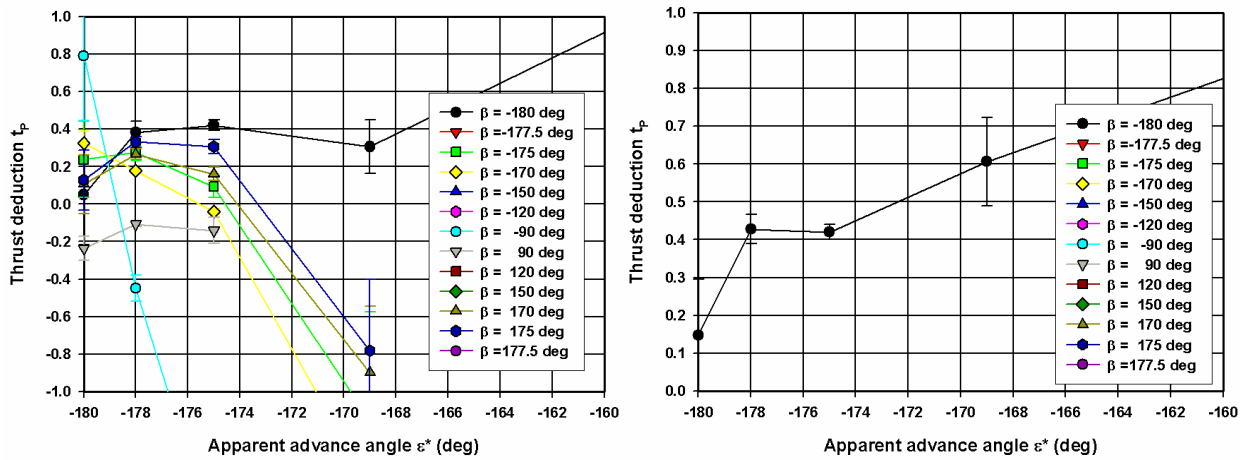 1.0
0.8
0.6
0.4
0.2
0.0
-0.2
-0.4
-0.6
-0.8
-1.0
Thrust deduction tP
-180 -178 -176 -174 -172 -170 -168 -166 -164 -162 -160
Apparent advance angle ε* (deg)
β = -180 deg
β =-177.5 deg
β = -175 deg
β = -170 deg
β = -150 deg
β = -120 deg
β = -90 deg
β = 90 deg
β = 120 deg
β = 150 deg
β = 170 deg
β = 175 deg
β =177.5 deg
1.0
0.9
0.8
0.7
0.6
0.5
0.4
0.3
0.2
0.1
0.0
Thrust deduction tP
-180 -178 -176 -174 -172 -170 -168 -166 -164 -162 -160
Apparent advance angle ε* (deg)
β = -180 deg
β =-177.5 deg
β = -175 deg
β = -170 deg
β = -150 deg
β = -120 deg
β = -90 deg
β = 90 deg
β = 120 deg
β = 150 deg
β = 170 deg
β = 175 deg
β =177.5 deg